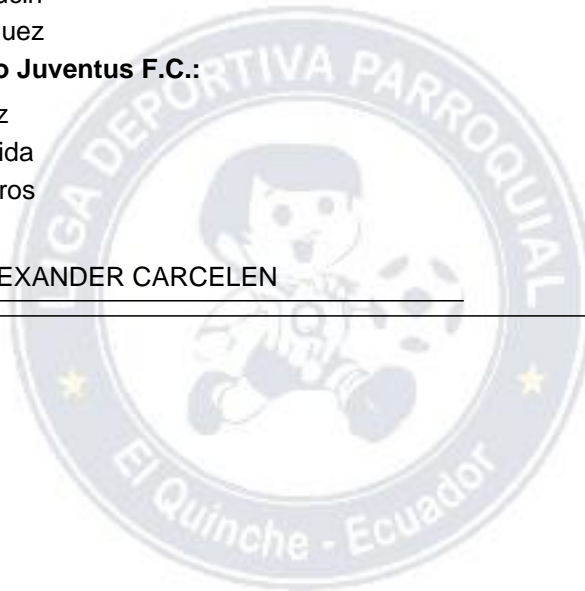 uez
o Juventus F.C.:
z
ida
ros
EXANDER CARCELEN
LIGA DEPORTIVA PARROQUIAL
El Quinche - Ecuador